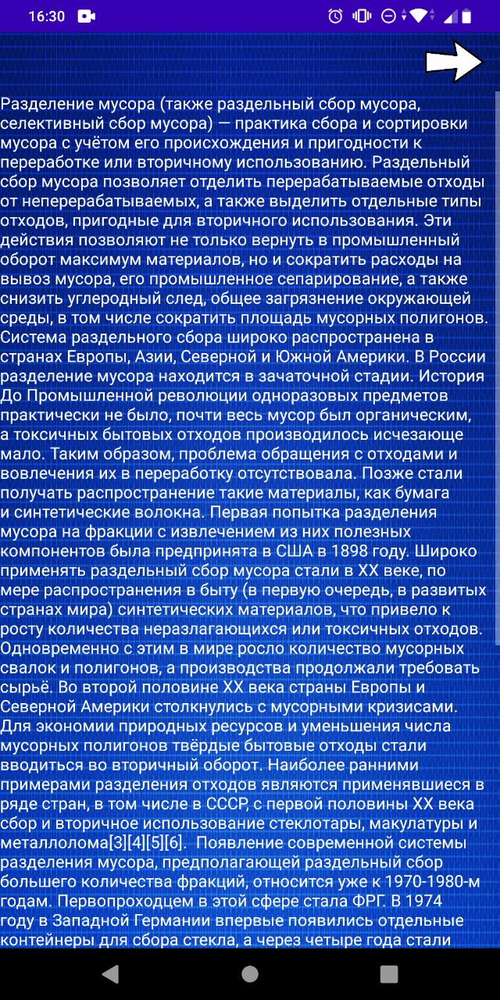 16:30
Разделение мусора (также раздельный сбор мусора,
селективный сбор мусора) — практика сбора и сортировки
мусора с учётом его происхождения и пригодности к
переработке или вторичному использованию. Раздельный
сбор мусора позволяет отделить перерабатываемые отходы
от неперерабатываемых, а также выделить отдельные типы
отходов, пригодные для вторичного использования. Эти
действия позволяют не только вернуть в промышленный
оборот максимум материалов, но и сократить расходы на
вывоз мусора, его промышленное сепарирование, а также
снизить углеродный след, общее загрязнение окружающей
среды, в том числе сократить площадь мусорных полигонов.
Система раздельного сбора широко распространена в
странах Европы, Азии, Северной и Южной Америки. В России
разделение мусора находится в зачаточной стадии. История
До Промышленной революции одноразовых предметов
практически не было, почти весь мусор был органическим,
а токсичных бытовых отходов производилось исчезающе
мало. Таким образом, проблема обращения с отходами и
вовлечения их в переработку отсутствовала. Позже стали
получать распространение такие материалы, как бумага
и синтетические волокна. Первая попытка разделения
мусора на фракции с извлечением из них полезных
компонентов была предпринята в США в 1898 году. Широко
применять раздельный сбор мусора стали в XX веке, по
мере распространения в быту (в первую очередь, в развитых
странах мира) синтетических материалов, что привело к
росту количества неразлагающихся или токсичных отходов.
Одновременно с этим в мире росло количество мусорных
свалок и полигонов, а производства продолжали требовать
сырьё. Во второй половине XX века страны Европы и
Северной Америки столкнулись с мусорными кризисами.
Для экономии природных ресурсов и уменьшения числа
мусорных полигонов твёрдые бытовые отходы стали
вводиться во вторичный оборот. Наиболее ранними
примерами разделения отходов являются применявшиеся в
ряде стран, в том числе в СССР, с первой половины XX века
сбор и вторичное использование стеклотары, макулатуры и
металлолома[3][4][5][6]. Появление современной системы
разделения мусора, предполагающей раздельный сбор
большего количества фракций, относится уже к 1970-1980-м
годам. Первопроходцем в этой сфере стала ФРГ. В 1974
году в Западной Германии впервые появились отдельные
контейнеры для сбора стекла, а через четыре года стали